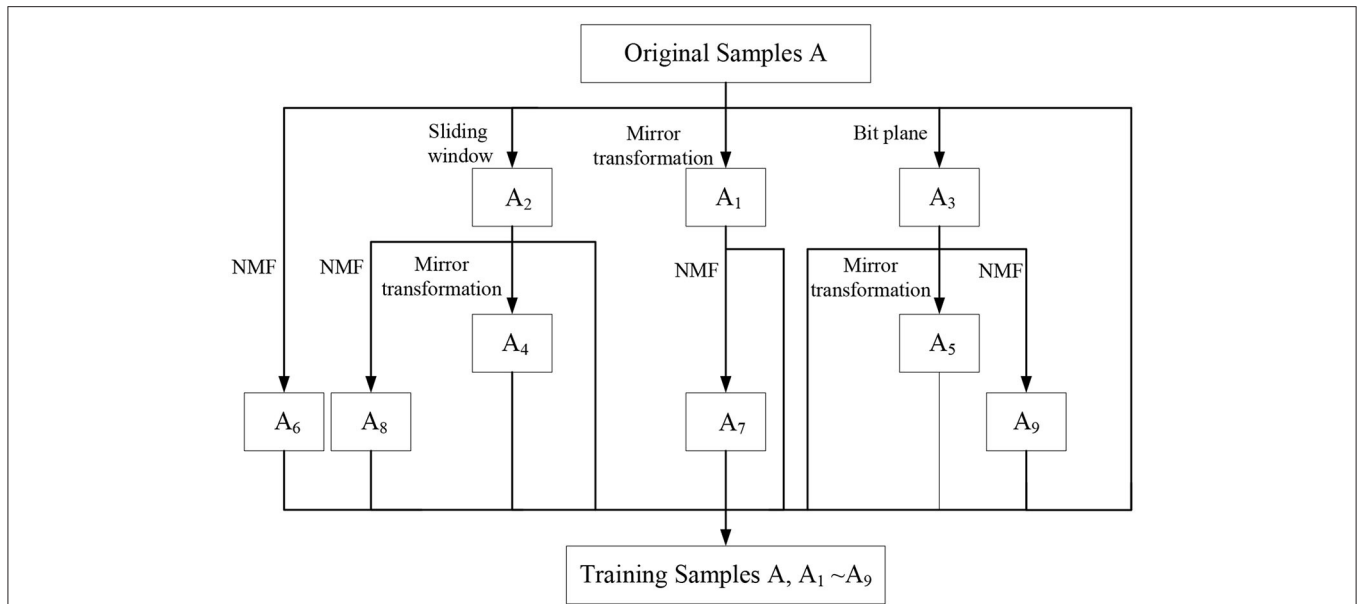 Original Samples A
Sliding
window
Mirror
transformation
Bit plane
A₂
A₁
A₃
NMF
NMF
Mirror
transformation
NMF
Mirror
transformation
NMF
A₄
A₅
A₆
A₈
A₇
A₉
Training Samples A, A₁ ~A₉